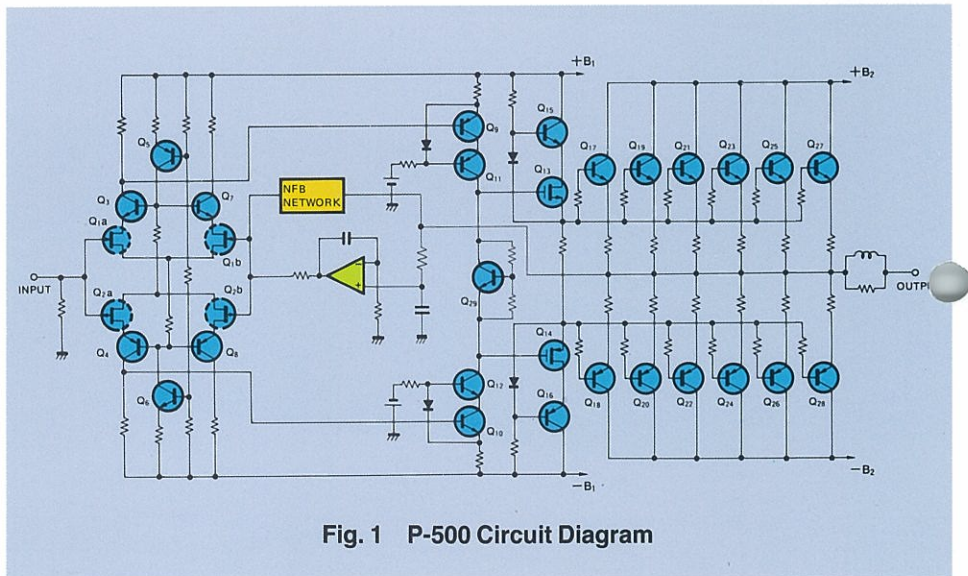 +B₁
+B₂
Q₅
Q₃
Q₇
Q₁a
Q₁b
NFB
NETWORK
Q₉
Q₁₁
Q₁₅
Q₁₃
Q₁₇
Q₁₉
Q₂₁
Q₂₃
Q₂₅
Q₂₇
INPUT
−
+
Q₂₉
Q₂a
Q₂b
Q₄
Q₈
Q₆
Q₁₂
Q₁₀
Q₁₄
Q₁₆
Q₁₈
Q₂₀
Q₂₂
Q₂₄
Q₂₆
Q₂₈
OUTP
−B₁
−B₂
Fig. 1 P-500 Circuit Diagram